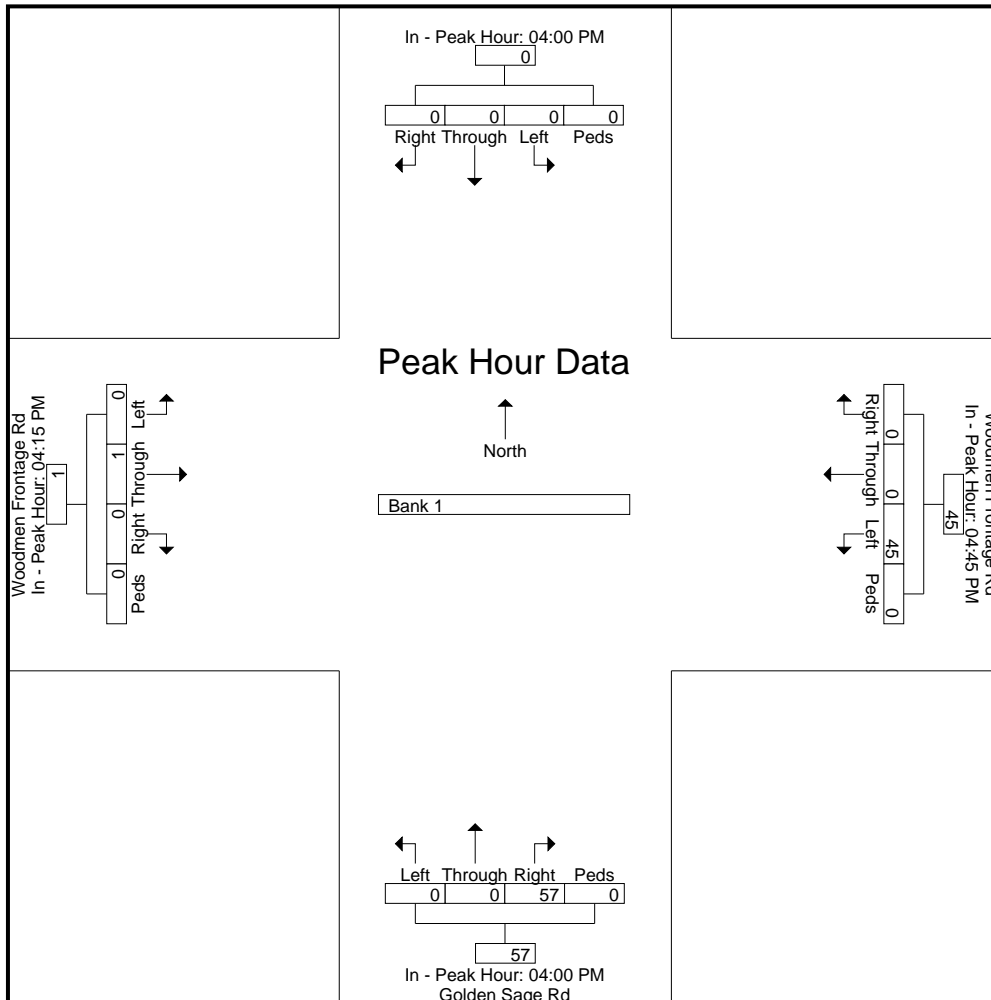 In - Peak Hour: 04:00 PM
0
0 0 0 0
Right Through Left Peds
Peak Hour Data
North
Bank 1
Woodmen Frontage Rd
In - Peak Hour: 04:15 PM
1
0 1 0 0
Left Through Right Peds
Woodmen Frontage Rd
In - Peak Hour: 04:45 PM
45
0 0 45 0
Right Through Left Peds
Left Through Right Peds
0 0 57 0
57
In - Peak Hour: 04:00 PM
Golden Sage Rd